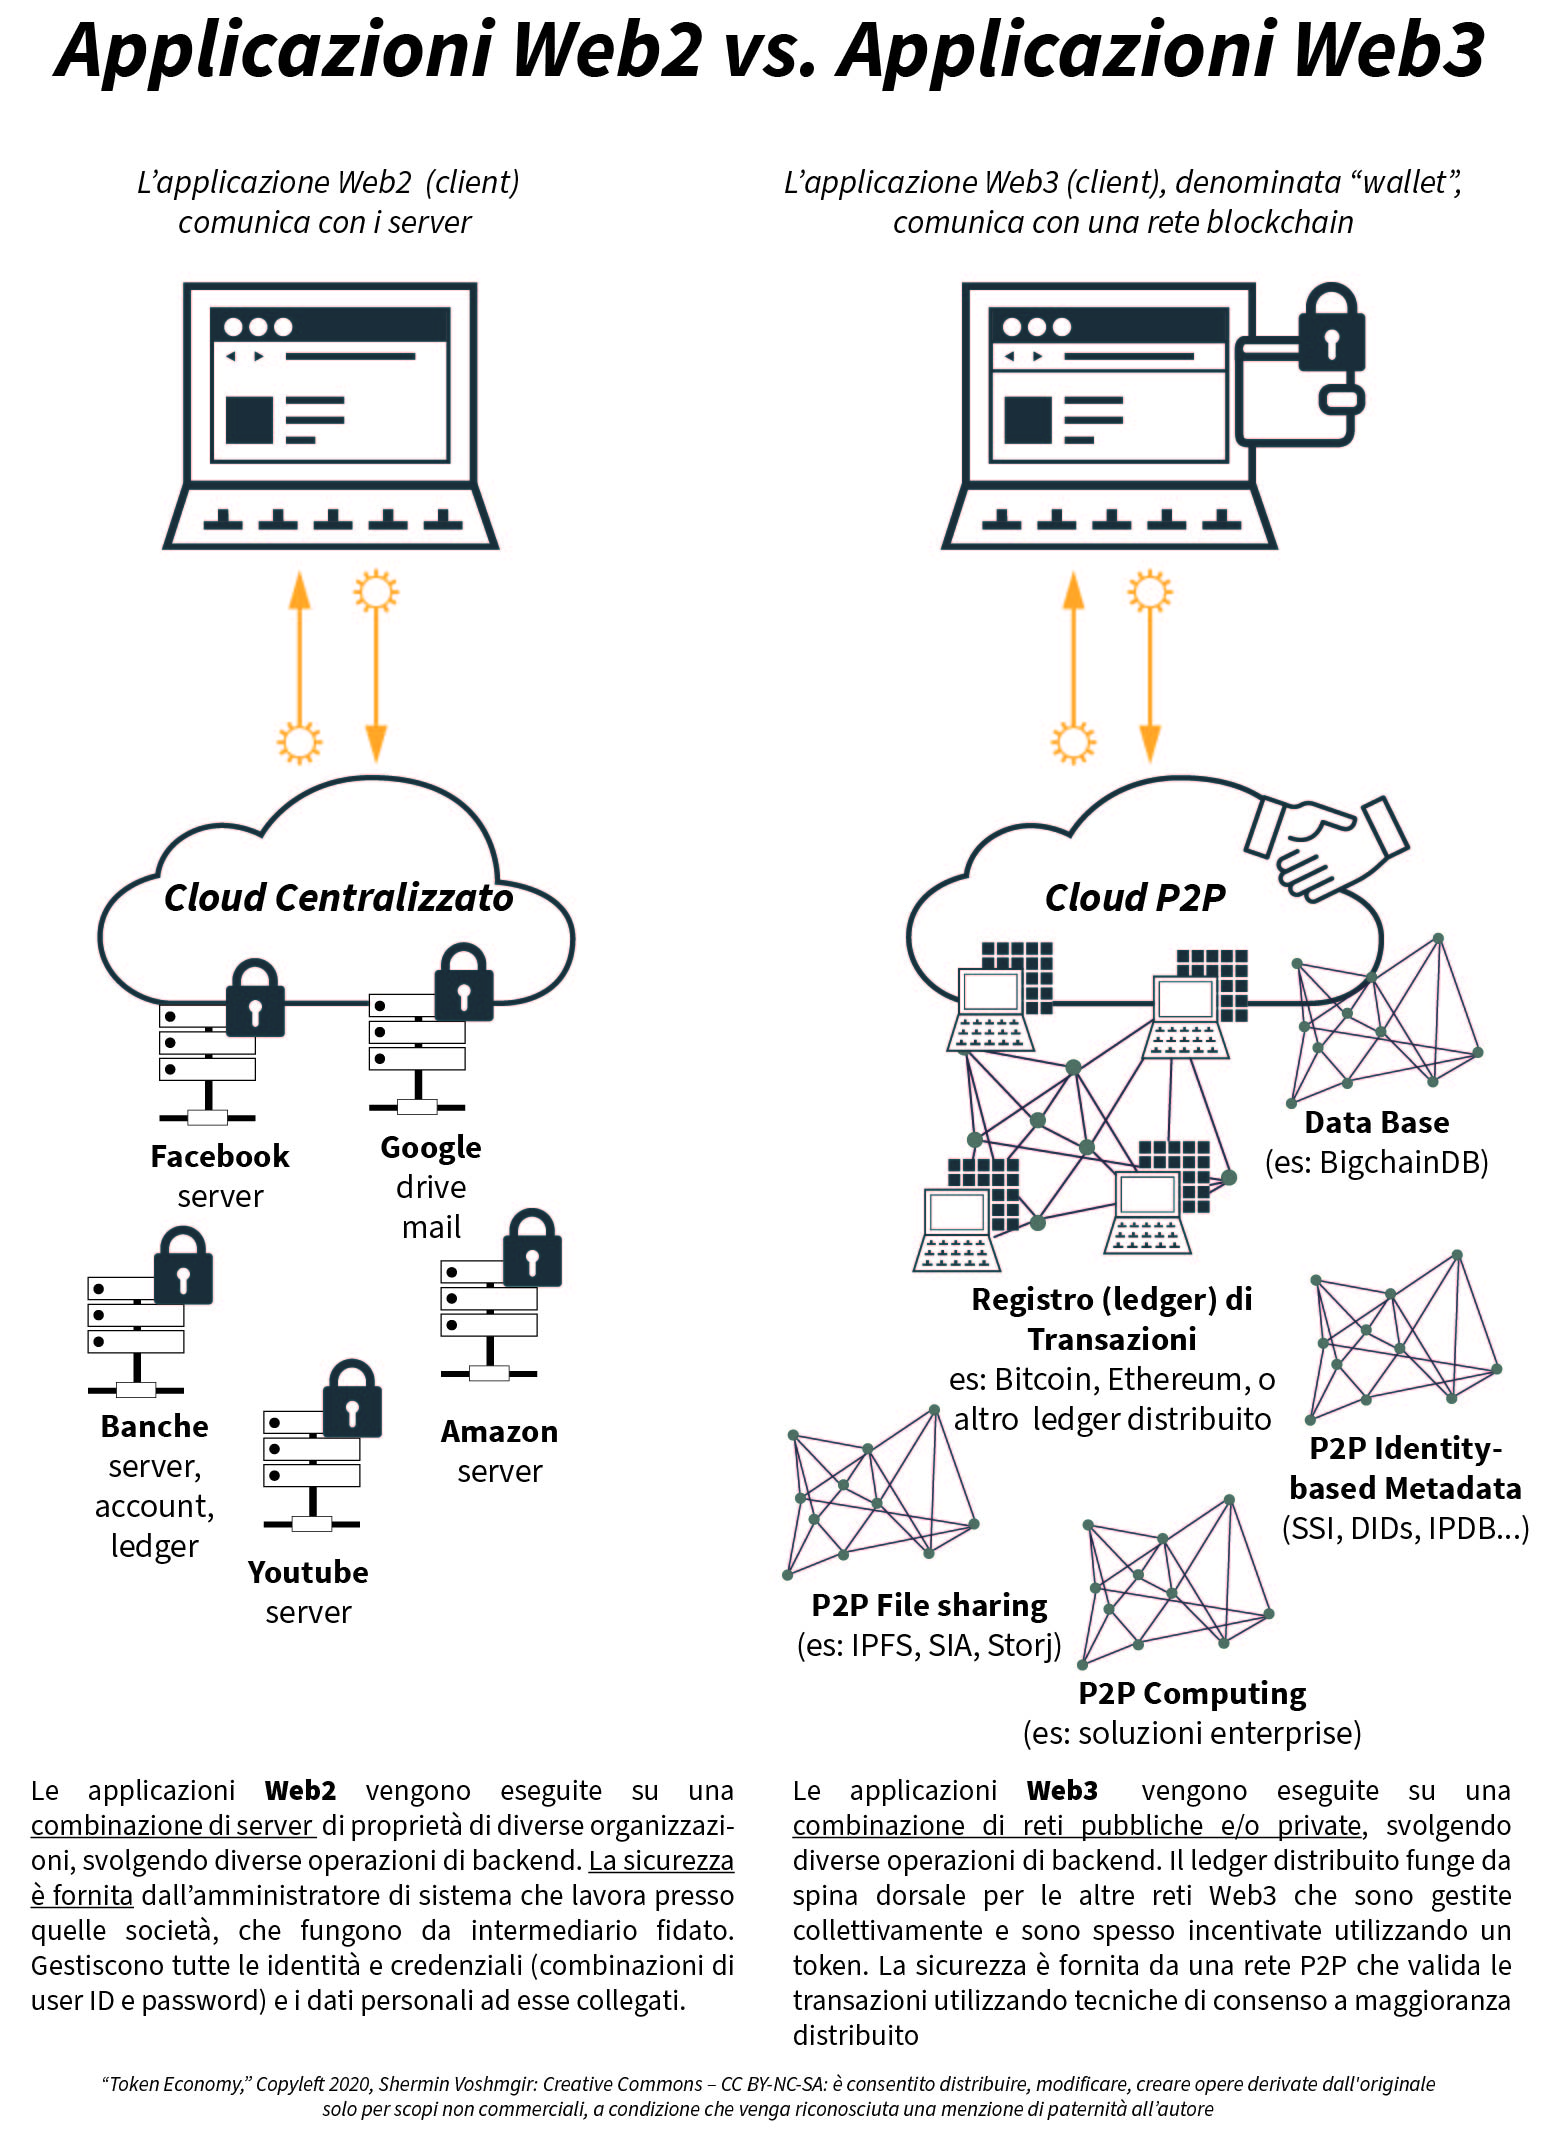 Applicazioni Web2 vs. Applicazioni Web3
L’applicazione Web2 (client)
comunica con i server
L’applicazione Web3 (client), denominata “wallet”,
comunica con una rete blockchain
Cloud Centralizzato
Facebook
server
Google
drive
mail
Banche
server,
account,
ledger
Amazon
server
Youtube
server
Cloud P2P
Data Base
(es: BigchainDB)
Registro (ledger) di
Transazioni
es: Bitcoin, Ethereum, o
altro ledger distribuito
P2P Identity-
based Metadata
(SSI, DIDs, IPDB...)
P2P File sharing
(es: IPFS, SIA, Storj)
P2P Computing
(es: soluzioni enterprise)
Le applicazioni Web2 vengono eseguite su una
combinazione di server di proprietà di diverse organizzazi-
oni, svolgendo diverse operazioni di backend. La sicurezza
è fornita dall’amministratore di sistema che lavora presso
quelle società, che fungono da intermediario fidato.
Gestiscono tutte le identità e credenziali (combinazioni di
user ID e password) e i dati personali ad esse collegati.
Le applicazioni Web3 vengono eseguite su una
combinazione di reti pubbliche e/o private, svolgendo
diverse operazioni di backend. Il ledger distribuito funge da
spina dorsale per le altre reti Web3 che sono gestite
collettivamente e sono spesso incentivate utilizzando un
token. La sicurezza è fornita da una rete P2P che valida le
transazioni utilizzando tecniche di consenso a maggioranza
distribuito
“Token Economy,” Copyleft 2020, Shermin Voshmgir: Creative Commons – CC BY-NC-SA: è consentito distribuire, modificare, creare opere derivate dall'originale
solo per scopi non commerciali, a condizione che venga riconosciuta una menzione di paternità all’autore